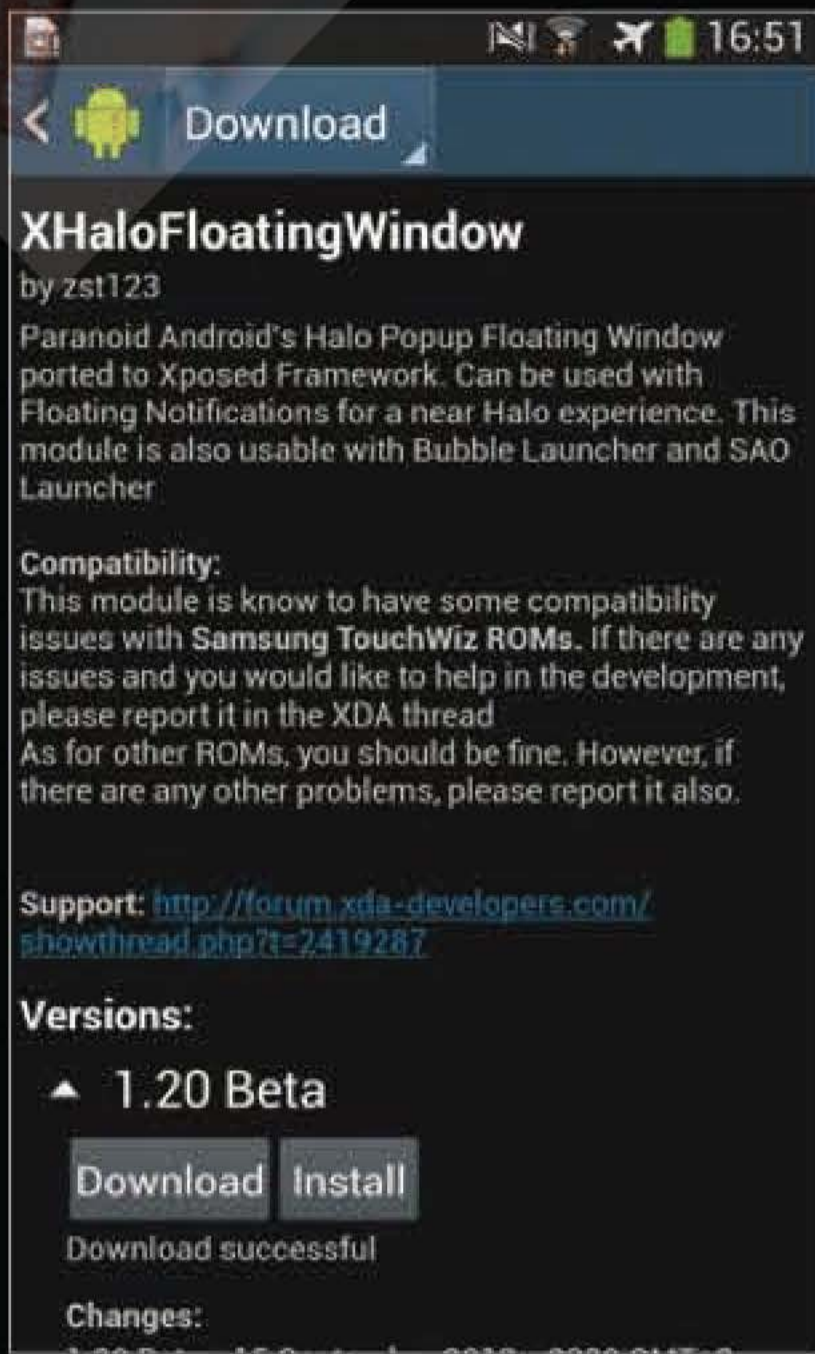 16:51
Download
XHaloFloatingWindow
by zst123
Paranoid Android's Halo Popup Floating Window
ported to Xposed Framework. Can be used with
Floating Notifications for a near Halo experience. This
module is also usable with Bubble Launcher and SAO
Launcher
Compatibility:
This module is know to have some compatibility
issues with Samsung TouchWiz ROMs. If there are any
issues and you would like to help in the development,
please report it in the XDA thread
As for other ROMs, you should be fine. However, if
there are any other problems, please report it also.
Support: http://forum.xda-developers.com/
showthread.php?t=2419287
Versions:
1.20 Beta
Download Install
Download successful
Changes: